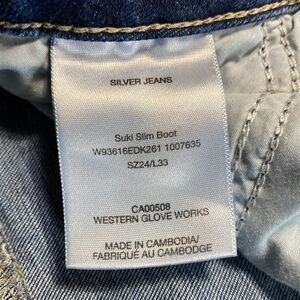 SILVER JEANS
Suki Slim Boot
W93616EDK261 1007635
SZ24/L33
CA00508
WESTERN GLOVE WORKS
MADE IN CAMBODIA/
FABRIQUÉ AU CAMBODGE